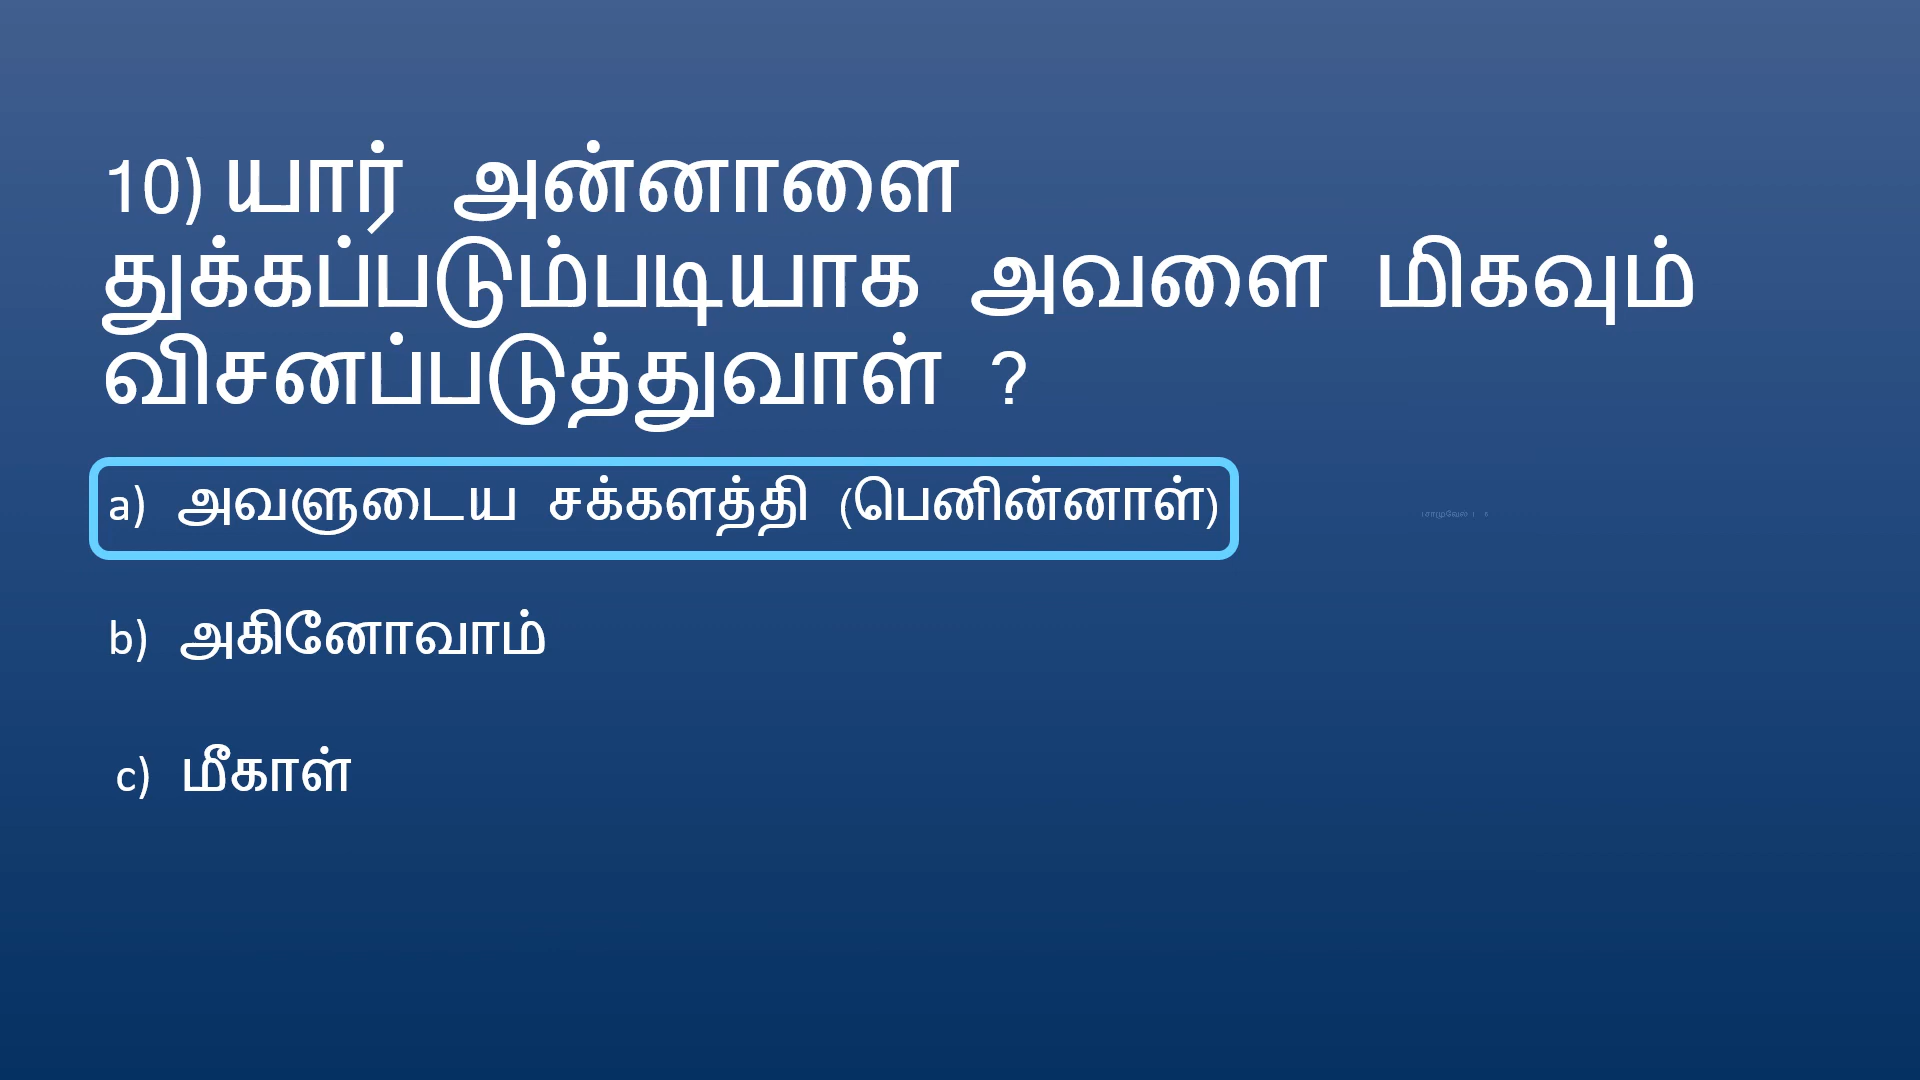 10) யார் அன்னாளை
துக்கப்படும்படியாக அவளை மிகவும்
விசனப்படுத்துவாள் ?
a) அவளுடைய சக்களத்தி (பெனின்னாள்)
b) அகினோவாம்
c) மீகாள்